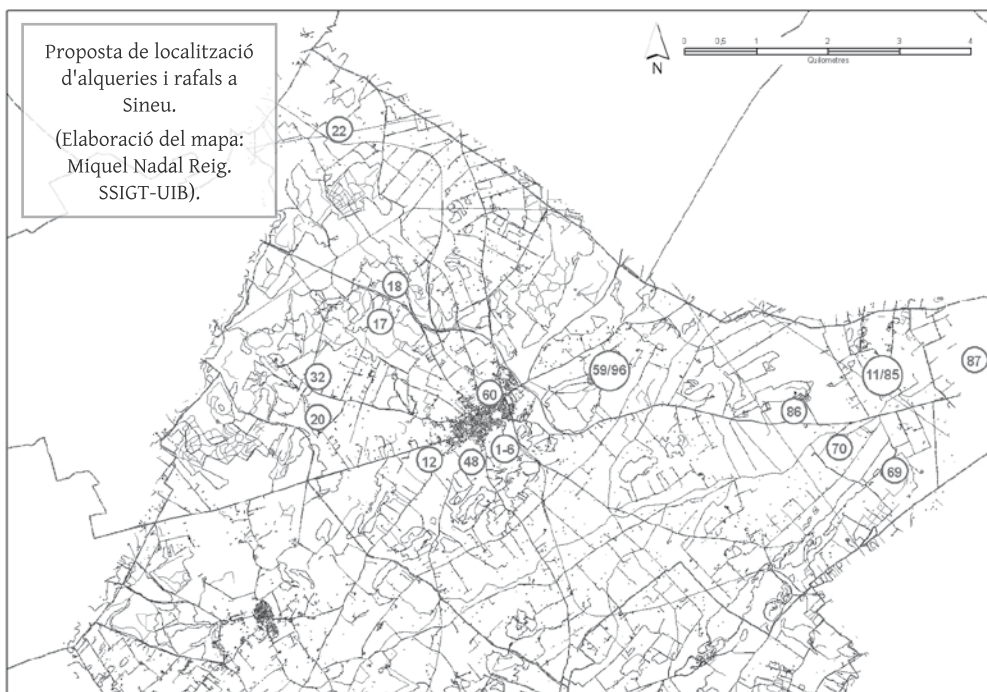 Proposta de localització
d'alqueries i rafals a
Sineu.
(Elaboració del mapa:
Miquel Nadal Reig.
SSIGT-UIB).
N
0 0,5 1 2 3 4
Quilometres
22
18
17
32
59/96
11/85
87
60
20
86
12
48
1-6
70
69